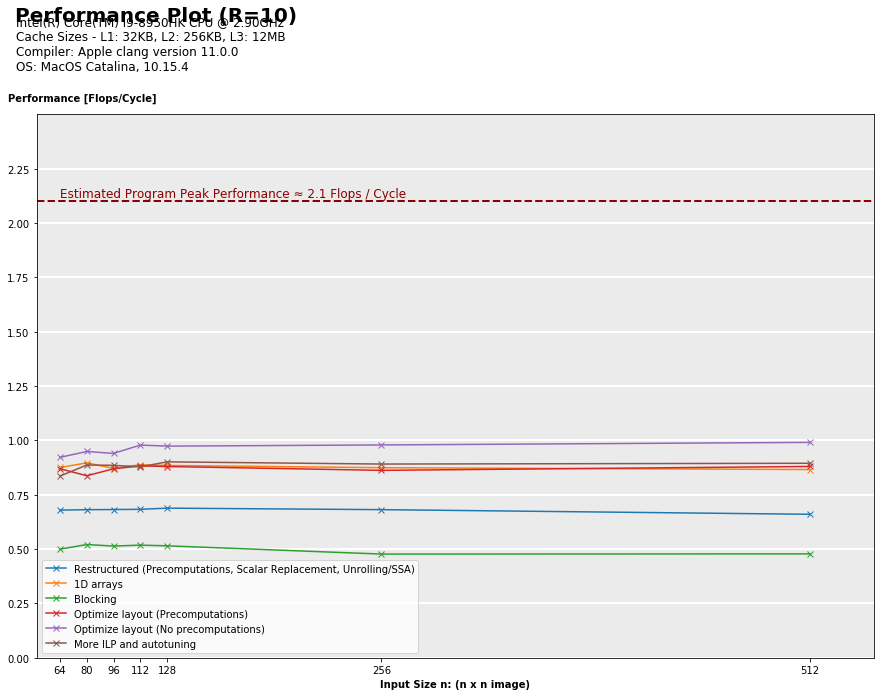 Performance Plot (R=10)
Intel(R) Core(TM) i9-8950HK CPU @ 2.90GHz
Cache Sizes - L1: 32KB, L2: 256KB, L3: 12MB
Compiler: Apple clang version 11.0.0
OS: MacOS Catalina, 10.15.4
Performance [Flops/Cycle]
2.25
Estimated Program Peak Performance ≈ 2.1 Flops / Cycle
2.00
1.75
1.50
1.25
1.00
0.75
0.50
0.25
0.00
Restructured (Precomputations, Scalar Replacement, Unrolling/SSA)
1D arrays
Blocking
Optimize layout (Precomputations)
Optimize layout (No precomputations)
More ILP and autotuning
64 80 96 112 128 256 512
Input Size n: (n x n image)